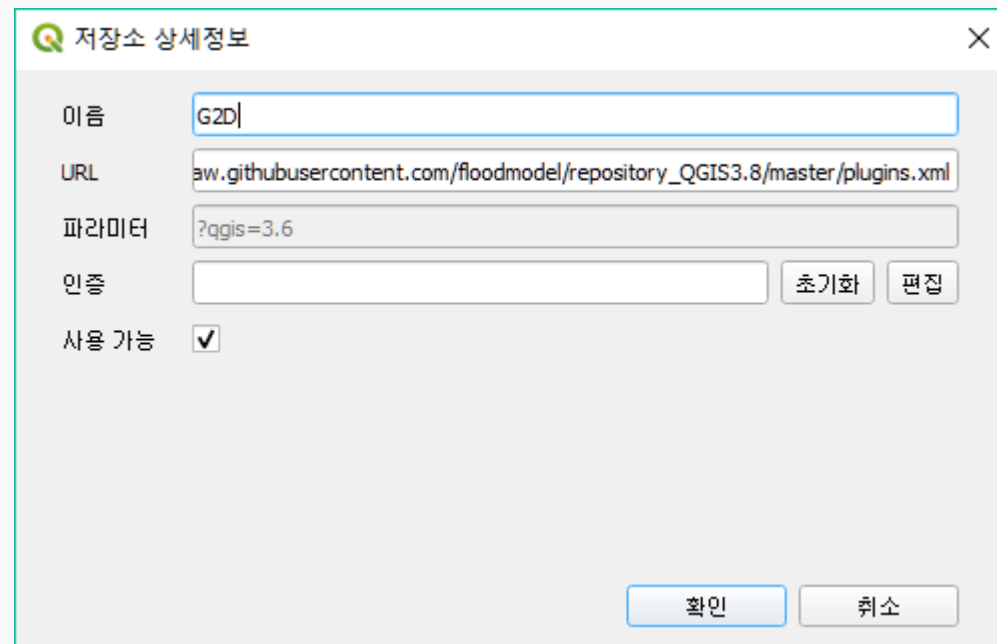 저장소 상세정보
이름 G2D
URL aw.githubusercontent.com/floodmodel/repository_QGIS3.8/master/plugins.xml
파라미터 ?qgis=3.6
인증 초기화 편집
사용 가능
확인 취소